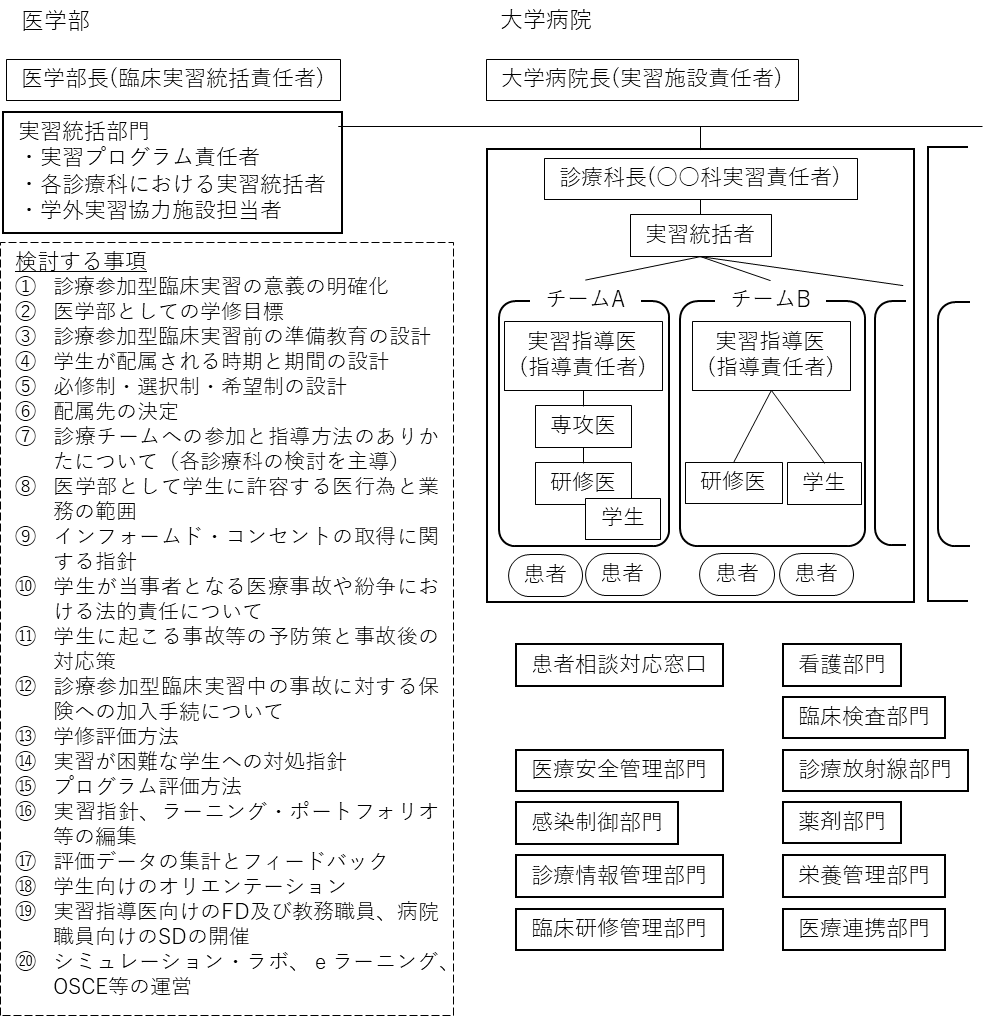 医学部
医学部長(臨床実習統括責任者)
実習統括部門
・実習プログラム責任者
・各診療科における実習統括者
・学外実習協力施設担当者
検討する事項
① 診療参加型臨床実習の意義の明確化
② 医学部としての学修目標
③ 診療参加型臨床実習前の準備教育の設計
④ 学生が配属される時期と期間の設計
⑤ 必修制・選択制・希望制の設計
⑥ 配属先の決定
⑦ 診療チームへの参加と指導方法のありか
たについて（各診療科の検討を主導）
⑧ 医学部として学生に許容する医行為と業
務の範囲
⑨ インフォームド・コンセントの取得に関
する指針
⑩ 学生が当事者となる医療事故や紛争にお
ける法的責任について
⑪ 学生に起こる事故等の予防策と事故後の
対応策
⑫ 診療参加型臨床実習中の事故に対する保
険への加入手続について
⑬ 学修評価方法
⑭ 実習が困難な学生への対処指針
⑮ プログラム評価方法
⑯ 実習指針、ラーニング・ポートフォリオ
等の編集
⑰ 評価データの集計とフィードバック
⑱ 学生向けのオリエンテーション
⑲ 実習指導医向けのFD及び教務職員、病院
職員向けのSDの開催
⑳ シミュレーション・ラボ、ｅラーニング、
OSCE等の運営
大学病院
大学病院長(実習施設責任者)
診療科長(○○科実習責任者)
実習統括者
チームA
実習指導医
(指導責任者)
専攻医
研修医
学生
患者
患者
チームB
実習指導医
(指導責任者)
研修医
学生
患者
患者
患者相談対応窓口
医療安全管理部門
感染制御部門
診療情報管理部門
臨床研修管理部門
看護部門
臨床検査部門
診療放射線部門
薬剤部門
栄養管理部門
医療連携部門